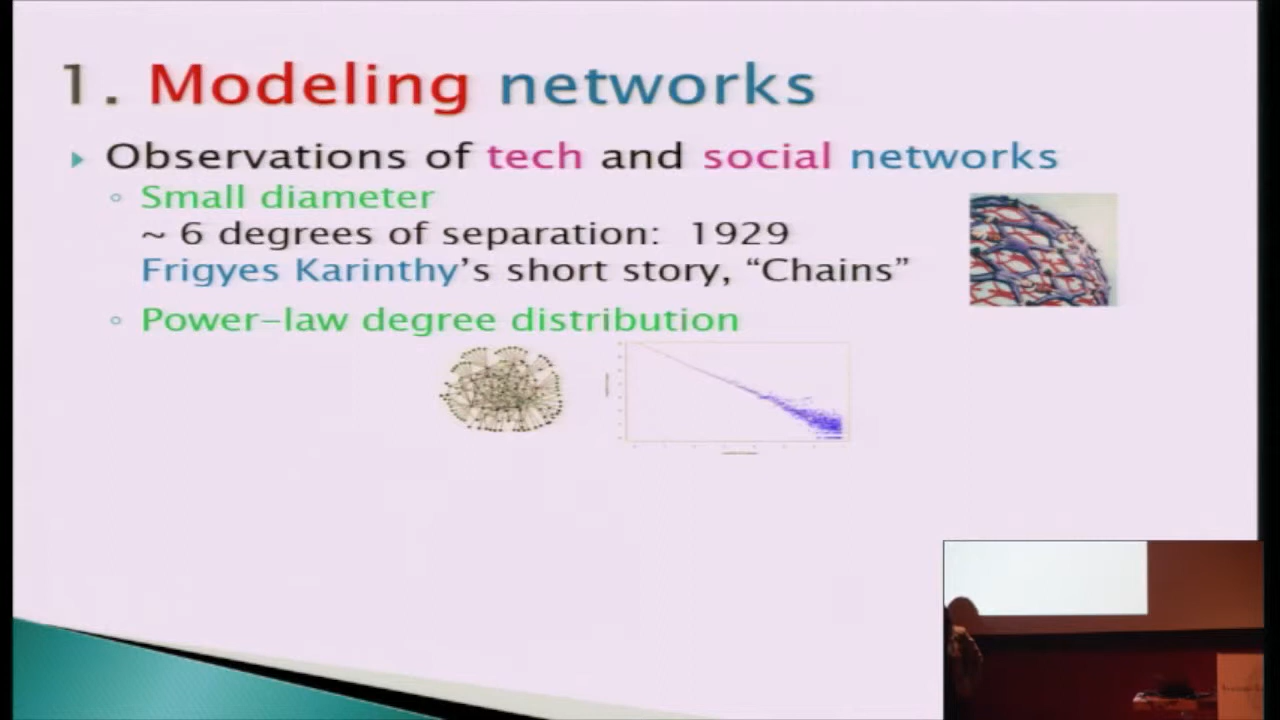 1. Modeling networks
Observations of tech and social networks
Small diameter
~ 6 degrees of separation: 1929
Frigyes Karinthy's short story, “Chains”
Power-law degree distribution